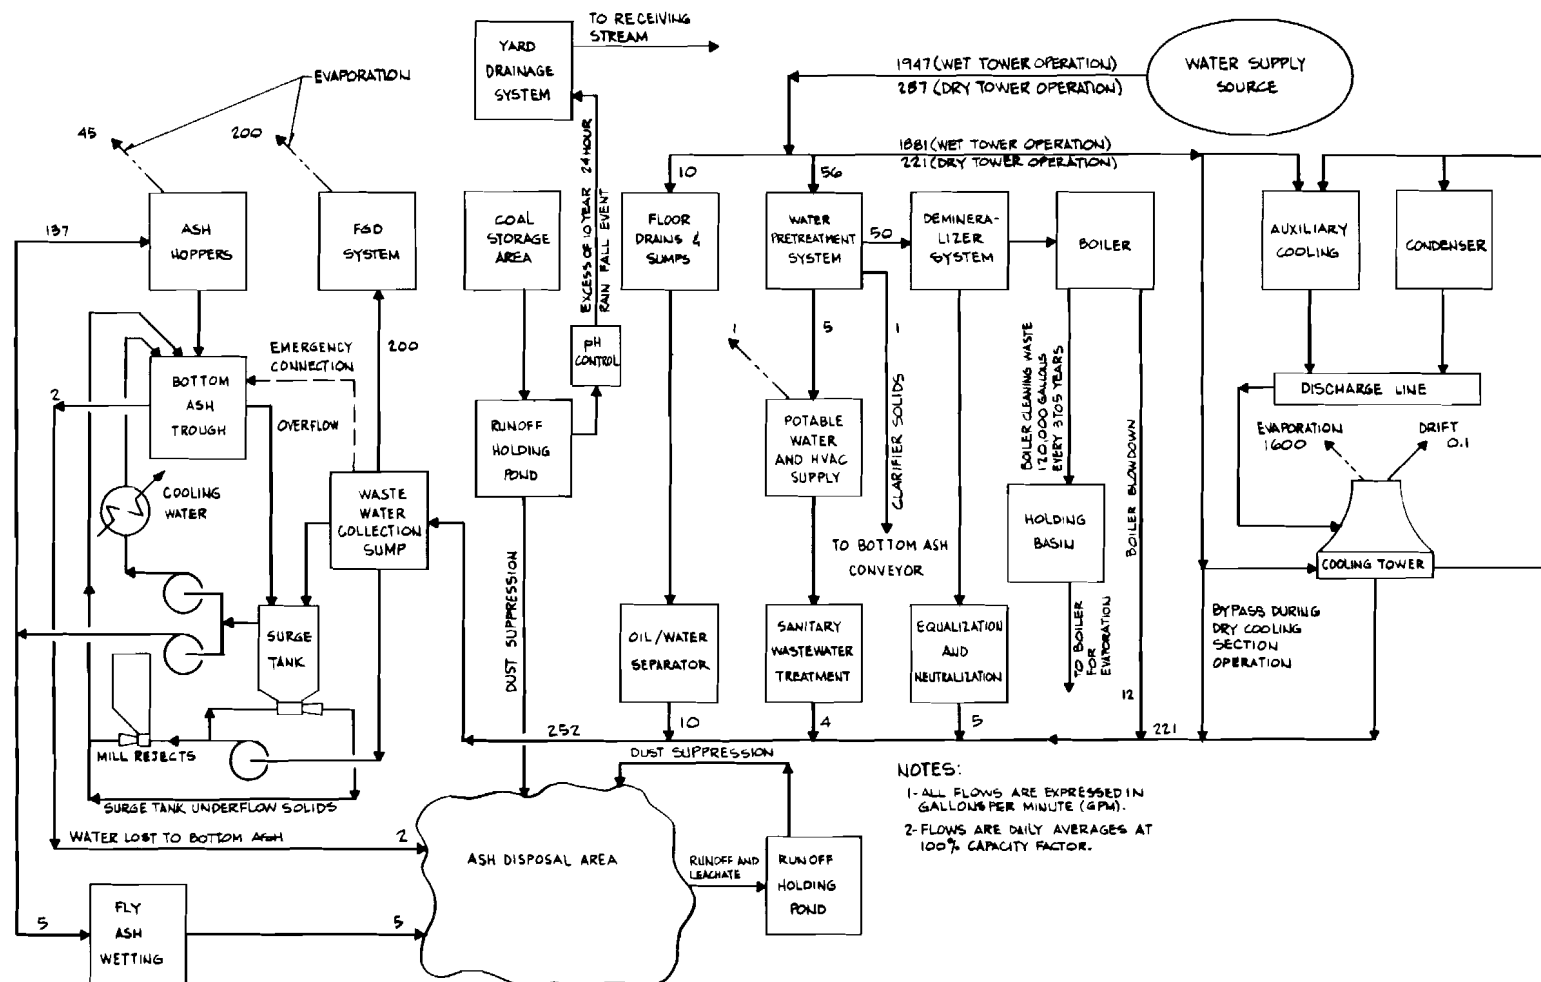 TO RECEIVING
STREAM
YARD
DRAINAGE
SYSTEM
EVAPORATION
1947 (WET TOWER OPERATION)
287 (DRY TOWER OPERATION)
WATER SUPPLY
SOURCE
45
200
1881 (WET TOWER OPERATION)
221 (DRY TOWER OPERATION)
10
56
EXCESS OF 10 YEAR 24 HOUR
RAIN FALL EVENT
137
ASH
HOPPERS
FGD
SYSTEM
COAL
STORAGE
AREA
FLOOR
DRAINS &
SUMPS
WATER
PRETREATMENT
SYSTEM
50
DEMINERA-
LIZER
SYSTEM
BOILER
AUXILIARY
COOLING
CONDENSER
EMERGENCY
CONNECTION
200
pH
CONTROL
1
5
1
2
BOTTOM
ASH
TROUGH
OVERFLOW
RUNOFF
HOLDING
POND
POTABLE
WATER
AND HVAC
SUPPLY
CLARIFIER SOLIDS
BOILER CLEANING WASTE
120,000 GALLONS
EVERY 3 TO 5 YEARS
DISCHARGE LINE
EVAPORATION
1600
DRIFT
0.1
COOLING
WATER
WASTE
WATER
COLLECTION
SUMP
TO BOTTOM ASH
CONVEYOR
HOLDING
BASIN
BOILER BLOWDOWN
COOLING TOWER
DUST SUPPRESSION
SURGE
TANK
OIL/WATER
SEPARATOR
SANITARY
WASTEWATER
TREATMENT
EQUALIZATION
AND
NEUTRALIZATION
TO BOILER
FOR
EVAPORATION
BYPASS DURING
DRY COOLING
SECTION
OPERATION
12
252
10
4
5
221
MILL REJECTS
DUST SUPPRESSION
SURGE TANK UNDERFLOW SOLIDS
NOTES:
1-ALL FLOWS ARE EXPRESSED IN
GALLONS PER MINUTE (GPM).
2-FLOWS ARE DAILY AVERAGES AT
100% CAPACITY FACTOR.
WATER LOST TO BOTTOM ASH
2
ASH DISPOSAL AREA
RUNOFF AND
LEACHATE
RUNOFF
HOLDING
POND
5
FLY
ASH
WETTING
5